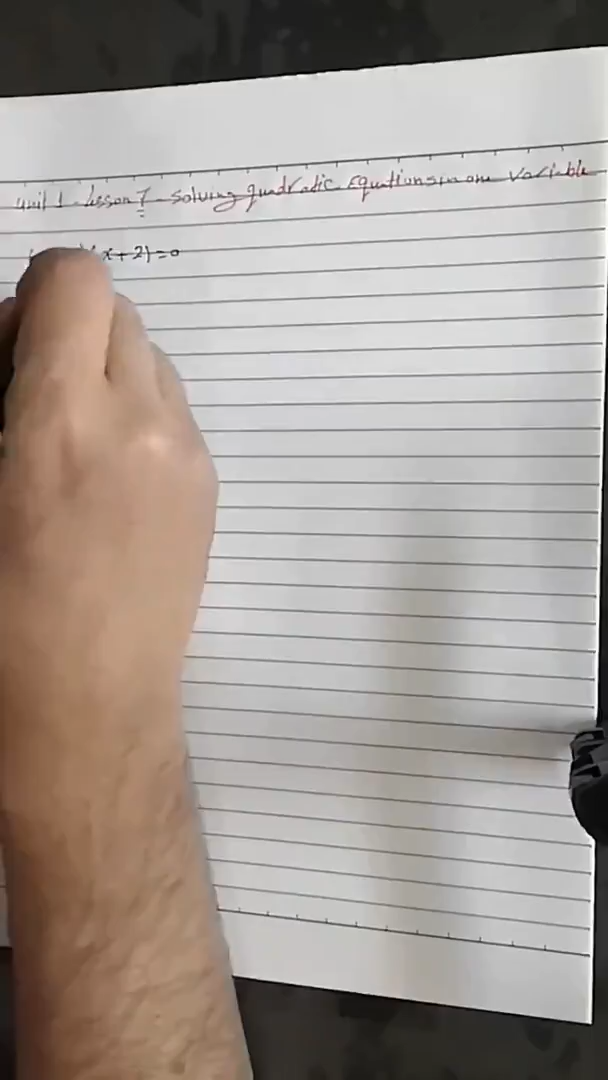 Unit 1 - Lesson 7 - solving quadratic Equations in one variable
(x+2)=0